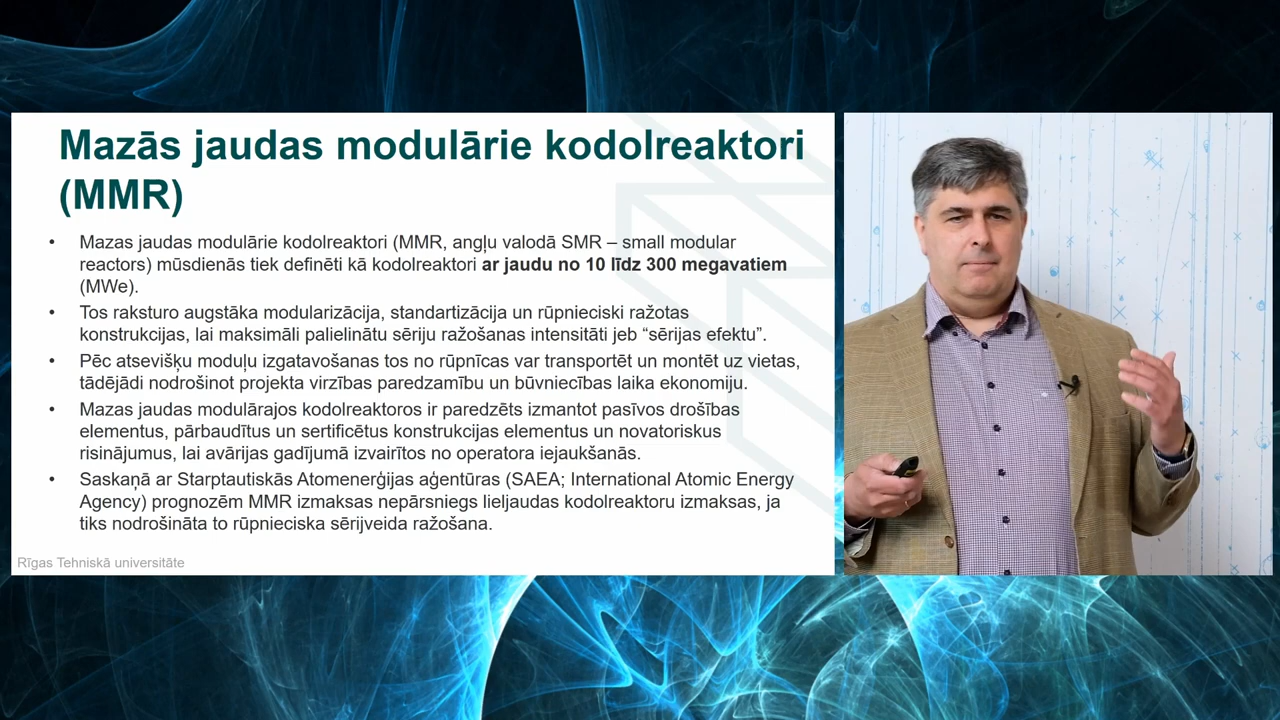 Mazās jaudas modulārie kodolreaktori
(MMR)
• Mazas jaudas modulārie kodolreaktori (MMR, angļu valodā SMR – small modular
reactors) mūsdienās tiek definēti kā kodolreaktori ar jaudu no 10 līdz 300 megavatiem
(MWe).
• Tos raksturo augstāka modularizācija, standartizācija un rūpnieciski ražotas
konstrukcijas, lai maksimāli palielinātu sēriju ražošanas intensitāti jeb “sērijas efektu”.
• Pēc atsevišķu moduļu izgatavošanas tos no rūpnīcas var transportēt un montēt uz vietas,
tādējādi nodrošinot projekta virzības paredzamību un būvniecības laika ekonomiju.
• Mazas jaudas modulārajos kodolreaktoros ir paredzēts izmantot pasīvos drošības
elementus, pārbaudītus un sertificētus konstrukcijas elementus un novatoriskus
risinājumus, lai avārijas gadījumā izvairītos no operatora iejaukšanās.
• Saskaņā ar Starptautiskās Atomenerģijas aģentūras (SAEA; International Atomic Energy
Agency) prognozēm MMR izmaksas nepārsniegs lieljaudas kodolreaktoru izmaksas, ja
tiks nodrošināta to rūpnieciska sērijveida ražošana.
Rīgas Tehniskā universitāte